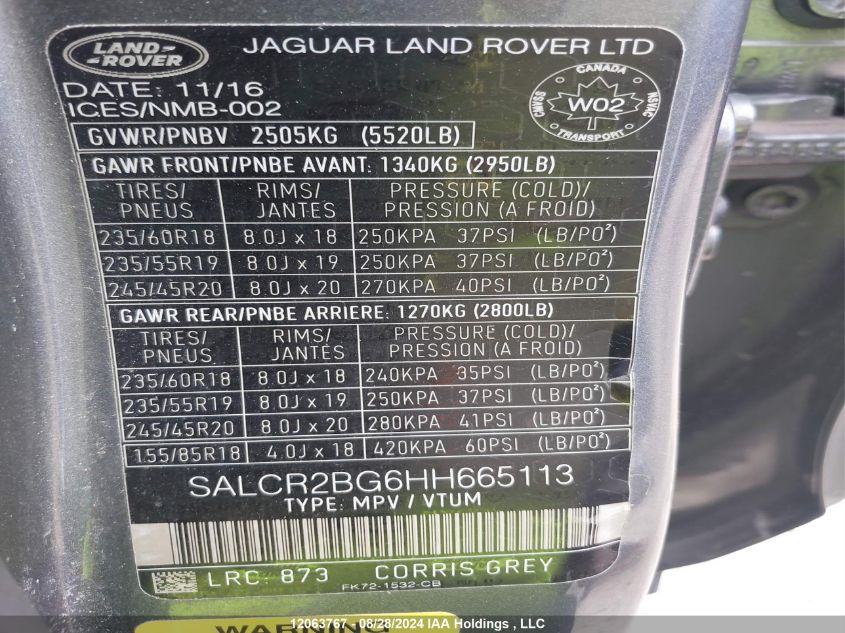 LAND-
ROVER
JAGUAR LAND ROVER LTD
DATE: 11/16
ICES/NMB-002
CANADA
CMVSS
W02
NSVAC
TRANSPORT
GVWR/PNBV 2505KG (5520LB)
GAWR FRONT/PNBE AVANT: 1340KG (2950LB)
TIRES/ RIMS/ PRESSURE (COLD)/
PNEUS JANTES PRESSION (A FROID)
235/60R18 8.0J x 18 250KPA 37PSI (LB/PO²)
235/55R19 8.0J x 19 250KPA 37PSI (LB/PO²)
245/45R20 8.0J x 20 270KPA 40PSI (LB/PO²)
GAWR REAR/PNBE ARRIERE: 1270KG (2800LB)
TIRES/ RIMS/ PRESSURE (COLD)/
PNEUS JANTES PRESSION (A FROID)
235/60R18 8.0J x 18 240KPA 35PSI (LB/PO²)
235/55R19 8.0J x 19 250KPA 37PSI (LB/PO²)
245/45R20 8.0J x 20 280KPA 41PSI (LB/PO²)
155/85R18 4.0J x 18 420KPA 60PSI (LB/PO²)
SALCR2BG6HH665113
TYPE: MPV / VTUM
LRC: 873 CORRIS GREY
FK72-1532-CB
WARNING
12063767 - 08/28/2024 IAA Holdings , LLC